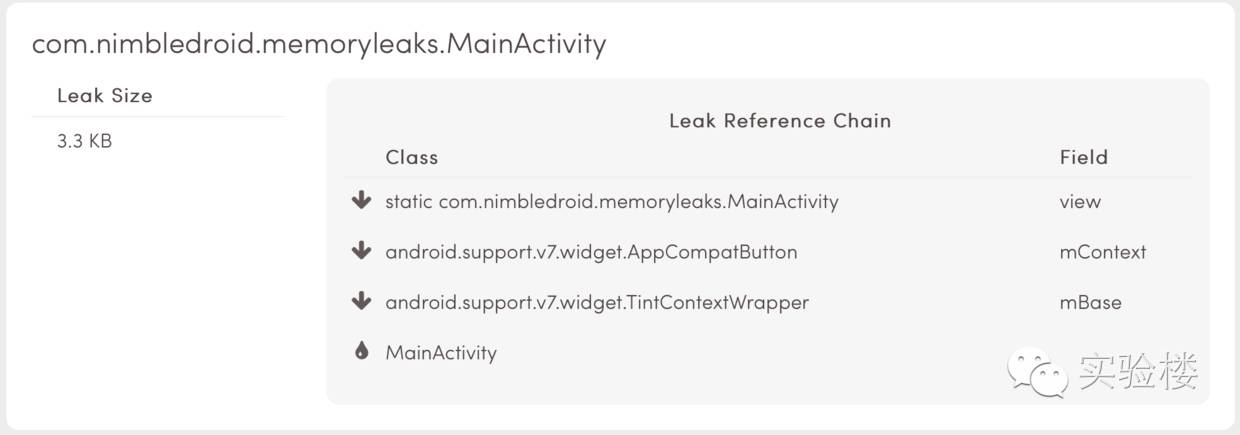 com.nimbledroid.memoryleaks.MainActivity
Leak Size
3.3 KB
Leak Reference Chain
Class Field
static com.nimbledroid.memoryleaks.MainActivity view
android.support.v7.widget.AppCompatButton mContext
android.support.v7.widget.TintContextWrapper mBase
MainActivity
实验楼